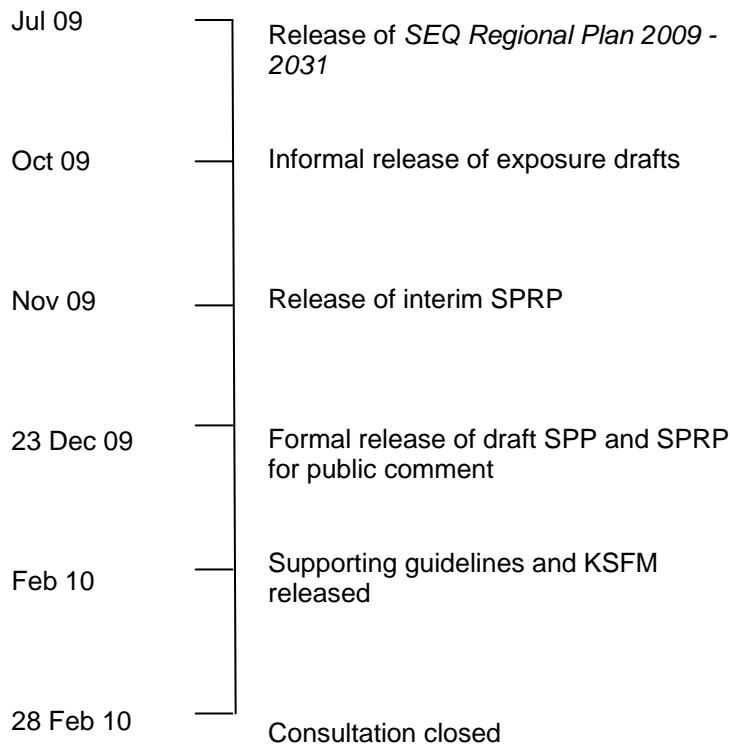 Jul 09
Release of SEQ Regional Plan 2009 -
2031
Oct 09
Informal release of exposure drafts
Nov 09
Release of interim SPRP
23 Dec 09
Formal release of draft SPP and SPRP
for public comment
Feb 10
Supporting guidelines and KSFM
released
28 Feb 10
Consultation closed